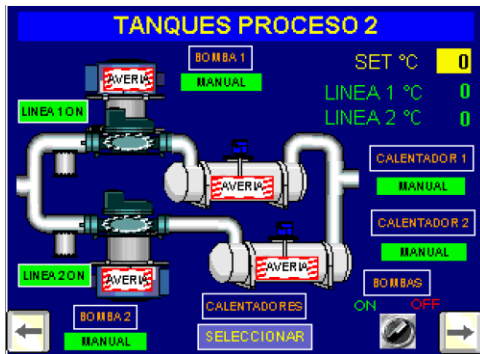 TANQUES PROCESO 2
BOMBA 1
MANUAL
SET °C 0
LINEA 1 °C 0
LINEA 2 °C 0
AVERIA
LINEA 1 ON
AVERIA
CALENTADOR 1
MANUAL
CALENTADOR 2
MANUAL
AVERIA
LINEA 2 ON
AVERIA
BOMBAS
ON OFF
BOMBA 2
MANUAL
CALENTADORES
SELECCIONAR